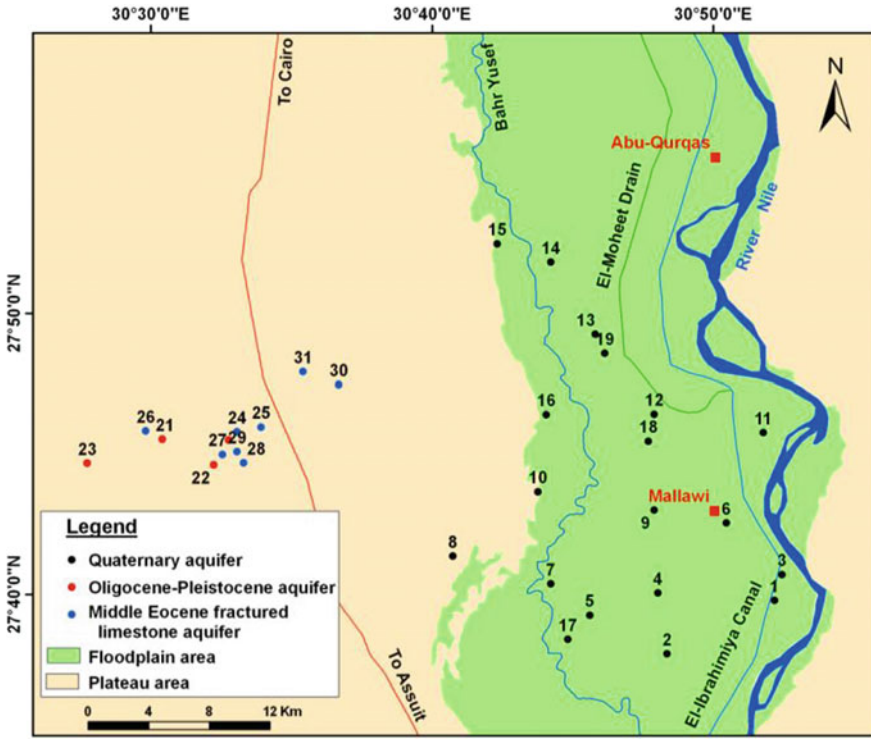 30°30'0"E
30°40'0"E
30°50'0"E
27°50'0"N
27°40'0"N
To Cairo
Bahr Yusef
El-Moheet Drain
Abu-Qurqas
N
River Nile
15
14
13
19
31
30
26
21
24
25
23
27
29
28
22
16
12
18
11
10
Mallawi
9
6
8
7
4
3
1
5
17
2
El-Ibrahimiya Canal
To Assuit
Legend
Quaternary aquifer
Oligocene-Pleistocene aquifer
Middle Eocene fractured
limestone aquifer
Floodplain area
Plateau area
0 4 8 12 Km